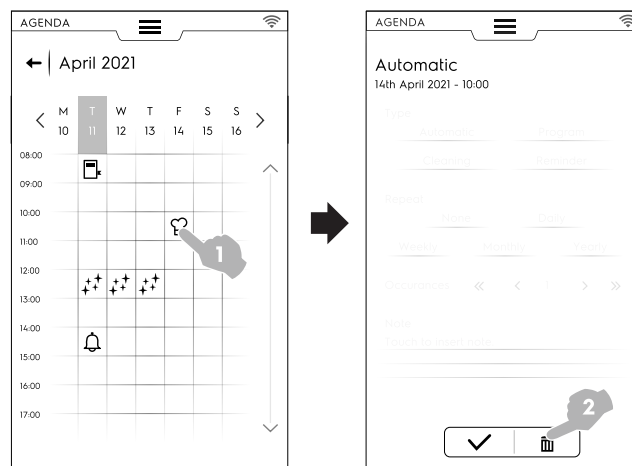 AGENDA
April 2021
M T W T F S S
10 11 12 13 14 15 16
08:00
09:00
10:00
11:00
12:00
13:00
14:00
15:00
16:00
17:00
1
AGENDA
Automatic
14th April 2021 - 10:00
Type
Automatic Program
Cleaning Reminder
Repeat
None Daily
Weekly Monthly Yearly
1
Note
Touch to insert note
2